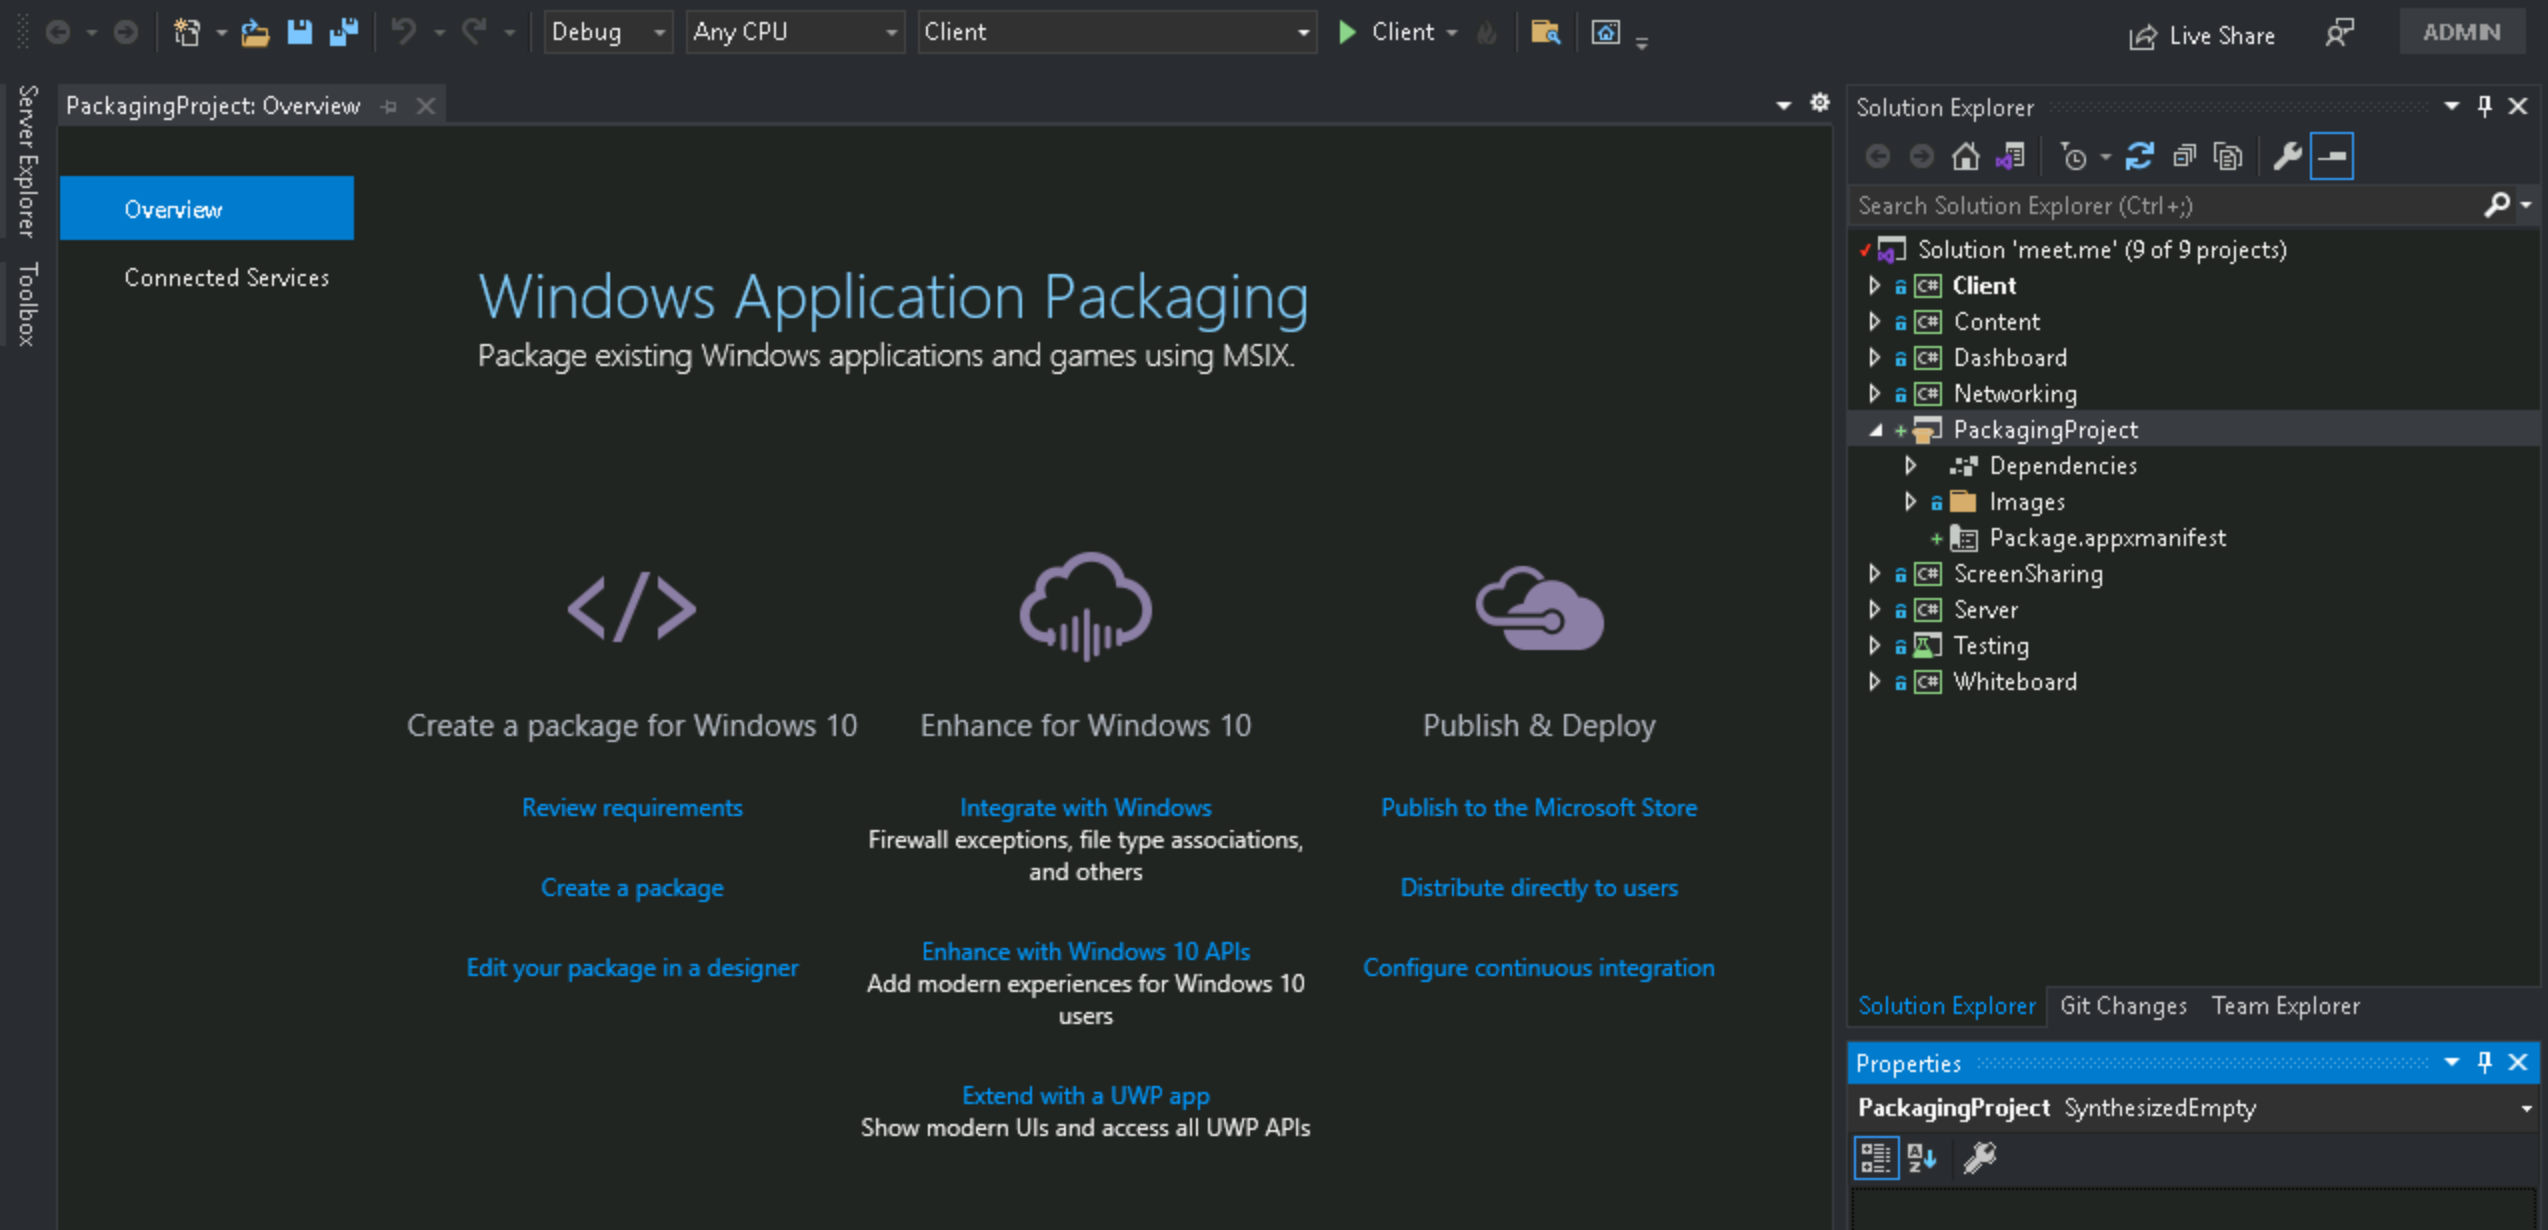 Debug
Any CPU
Client
Client
Live Share
ADMIN
Server Explorer
Toolbox
PackagingProject: Overview
Overview
Connected Services
Windows Application Packaging
Package existing Windows applications and games using MSIX.
Create a package for Windows 10
Review requirements
Create a package
Edit your package in a designer
Enhance for Windows 10
Integrate with Windows
Firewall exceptions, file type associations,
and others
Enhance with Windows 10 APIs
Add modern experiences for Windows 10
users
Extend with a UWP app
Show modern UIs and access all UWP APIs
Publish & Deploy
Publish to the Microsoft Store
Distribute directly to users
Configure continuous integration
Solution Explorer
Search Solution Explorer (Ctrl+;)
Solution 'meet.me' (9 of 9 projects)
C# Client
C# Content
C# Dashboard
C# Networking
PackagingProject
Dependencies
Images
Package.appxmanifest
C# ScreenSharing
C# Server
Testing
C# Whiteboard
Solution Explorer Git Changes Team Explorer
Properties
PackagingProject SynthesizedEmpty